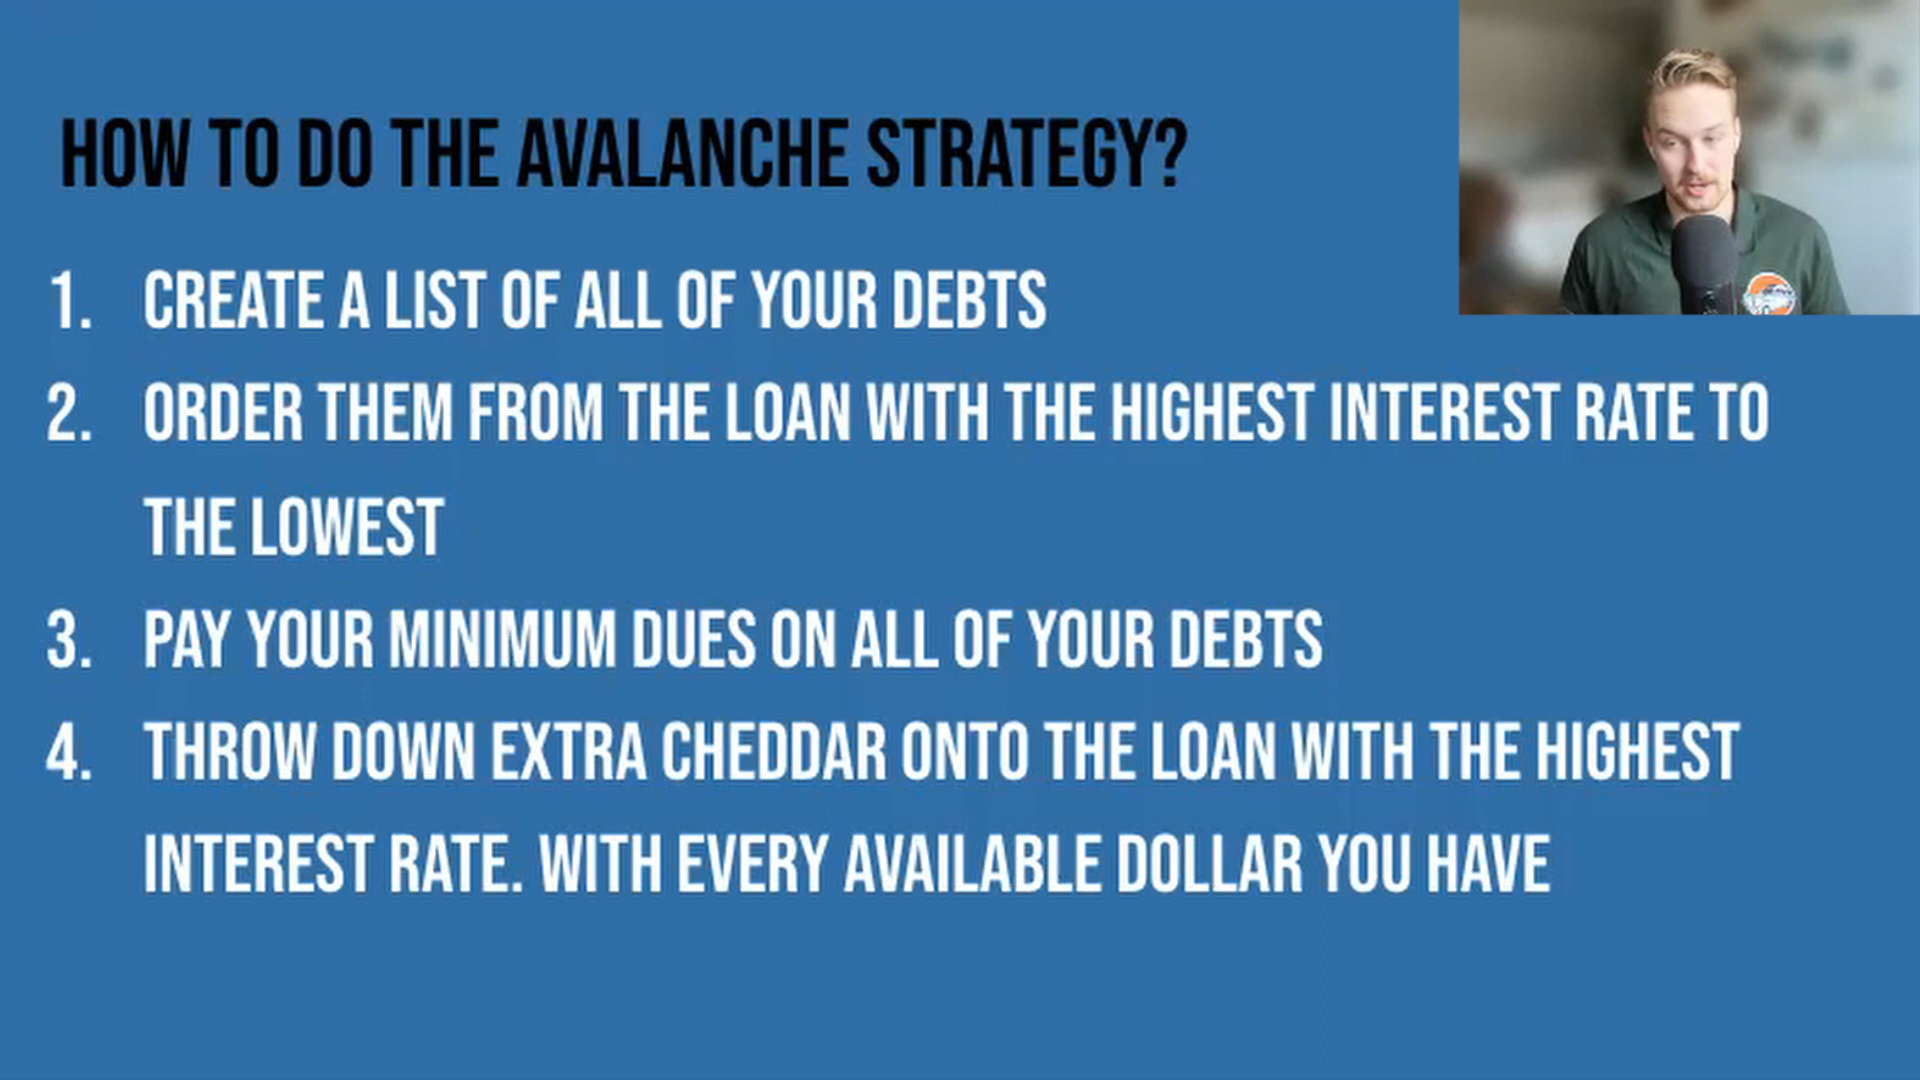 HOW TO DO THE AVALANCHE STRATEGY?
1. CREATE A LIST OF ALL OF YOUR DEBTS
2. ORDER THEM FROM THE LOAN WITH THE HIGHEST INTEREST RATE TO
THE LOWEST
3. PAY YOUR MINIMUM DUES ON ALL OF YOUR DEBTS
4. THROW DOWN EXTRA CHEDDAR ONTO THE LOAN WITH THE HIGHEST
INTEREST RATE. WITH EVERY AVAILABLE DOLLAR YOU HAVE